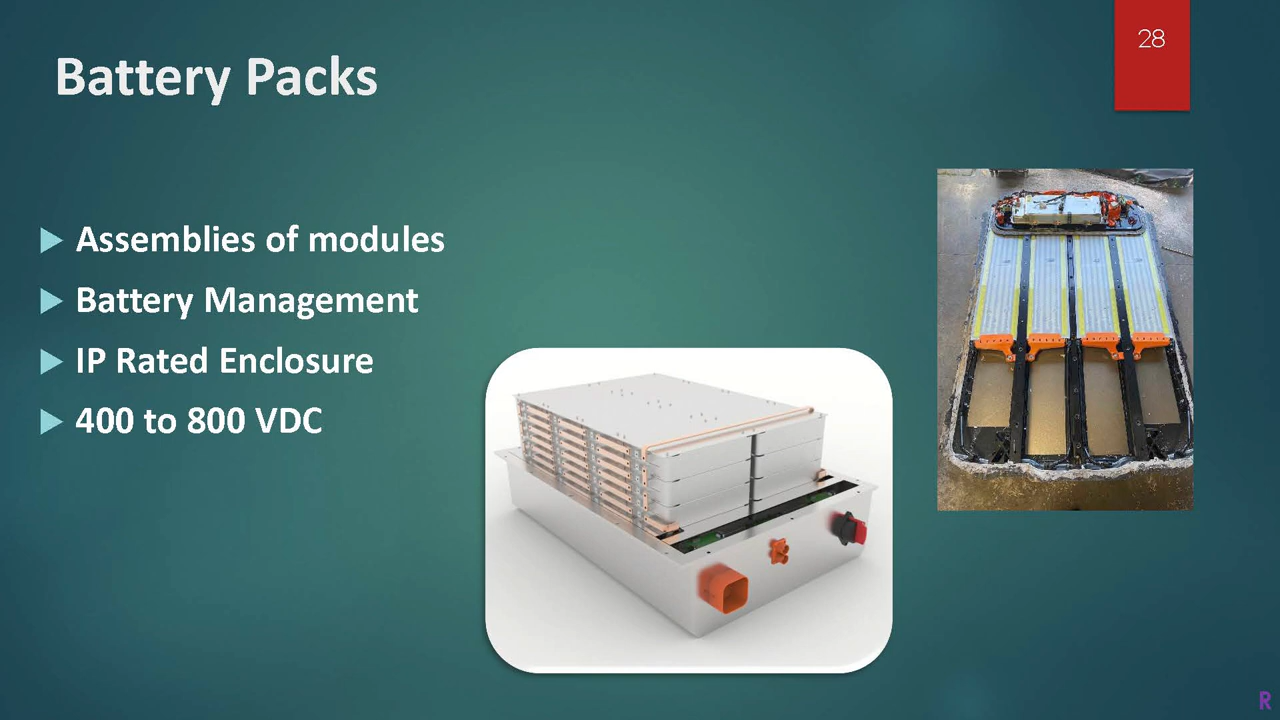 28
Battery Packs
Assemblies of modules
Battery Management
IP Rated Enclosure
400 to 800 VDC
R